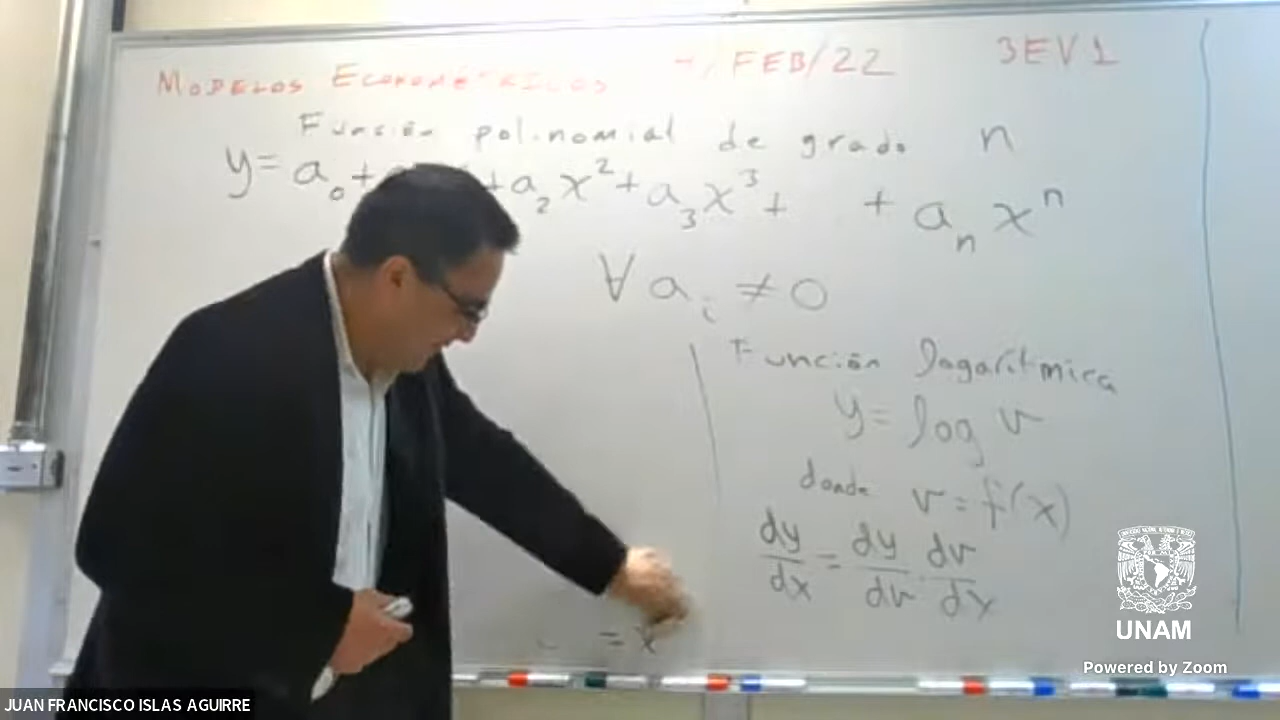 MODELOS ECONOMÉTRICOS FEB/22 3EV1
Función polinomial de grado n
y = a₀ + + a₂x² + a₃x³ + + aₙxⁿ
∀ aᵢ ≠ 0
Función logarítmica
y = log v
donde v = f(x)
dy/dx = dy/dv · dv/dx
= x
UNAM
Powered by Zoom
JUAN FRANCISCO ISLAS AGUIRRE